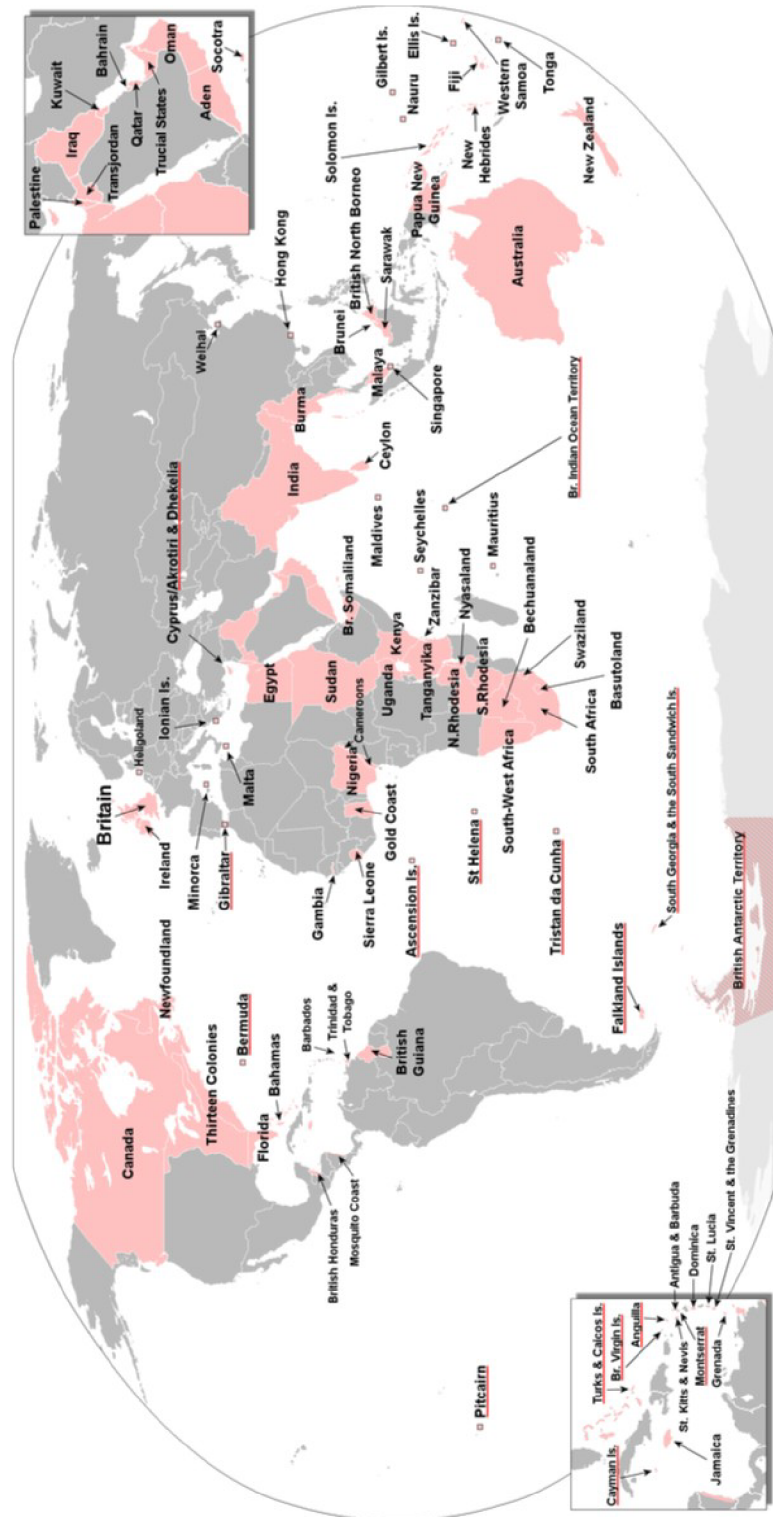 Canada
Newfoundland
Thirteen Colonies
Bermuda
Florida
Bahamas
Barbados
Trinidad &
Tobago
British Honduras
Mosquito Coast
British
Guiana
Pitcairn
Falkland Islands
South Georgia & the South Sandwich Is.
British Antarctic Territory
Britain
Ireland
Heligoland
Minorca
Gibraltar
Malta
Ionian Is.
Cyprus/Akrotiri & Dhekelia
Gambia
Sierra Leone
Gold Coast
Nigeria
Cameroons
Ascension Is.
St Helena
Tristan da Cunha
Egypt
Sudan
Br. Somaliland
Uganda
Kenya
Tanganyika
Zanzibar
N.Rhodesia
Nyasaland
S.Rhodesia
Bechuanaland
South-West Africa
South Africa
Swaziland
Basutoland
Maldives
Seychelles
Mauritius
Br. Indian Ocean Territory
India
Ceylon
Burma
Weihai
Hong Kong
Malaya
Singapore
Brunei
British North Borneo
Sarawak
Papua New
Guinea
Australia
Solomon Is.
Nauru
Gilbert Is.
Ellis Is.
Fiji
New
Hebrides
Western
Samoa
Tonga
New Zealand
Palestine
Transjordan
Iraq
Kuwait
Bahrain
Qatar
Trucial States
Oman
Aden
Socotra
Cayman Is.
Turks & Caicos Is.
Br. Virgin Is.
Anguilla
Jamaica
St. Kitts & Nevis
Antigua & Barbuda
Montserrat
Dominica
St. Lucia
Grenada
St. Vincent & the Grenadines